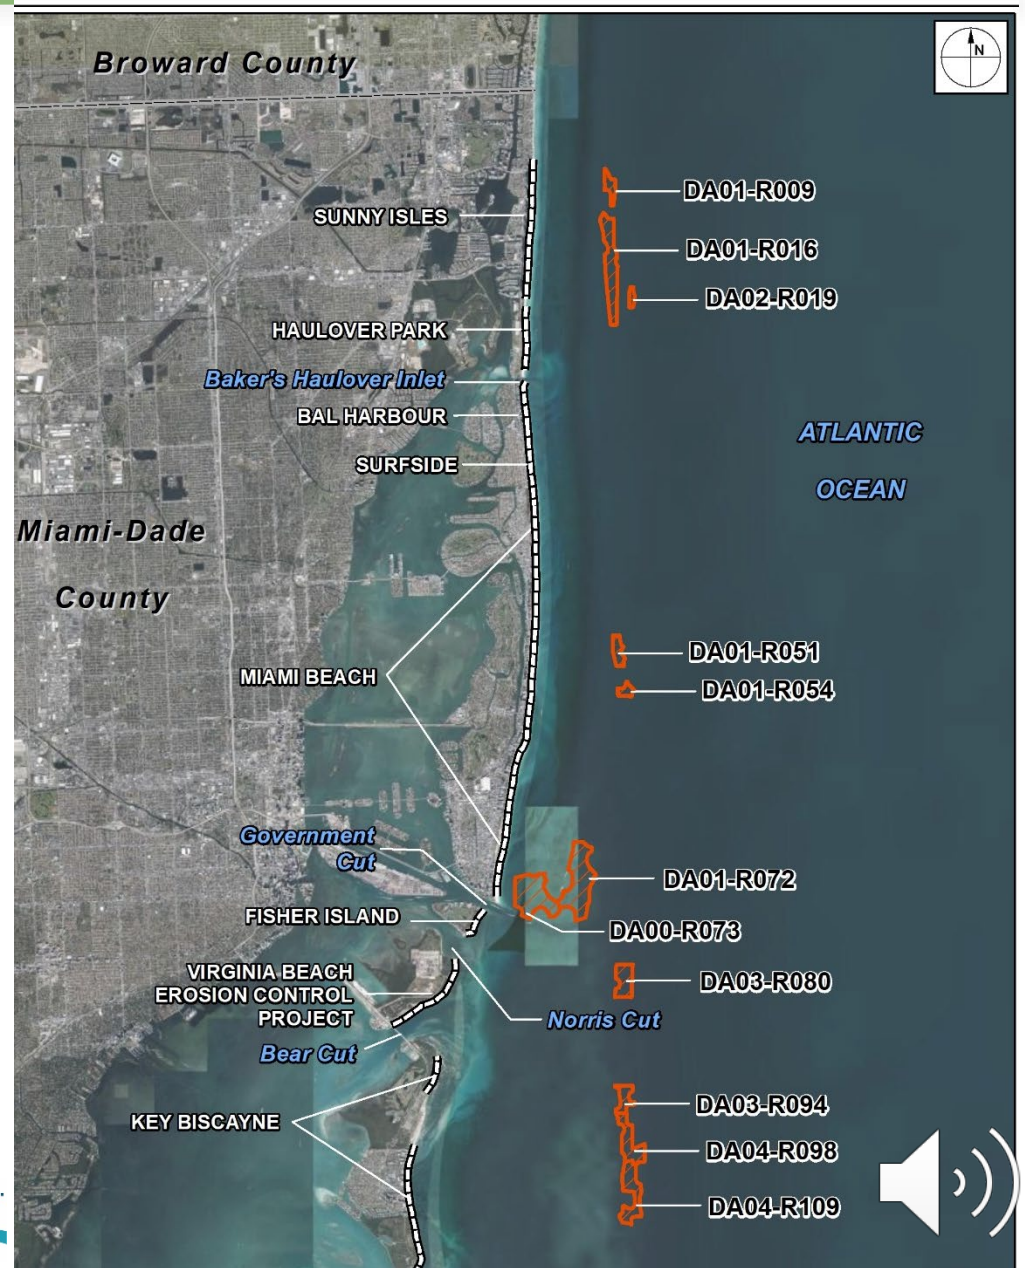 Broward County
N
DA01-R009
SUNNY ISLES
DA01-R016
DA02-R019
HAULOVER PARK
Baker's Haulover Inlet
BAL HARBOUR
ATLANTIC
OCEAN
SURFSIDE
Miami-Dade
County
DA01-R051
MIAMI BEACH
DA01-R054
Government
Cut
DA01-R072
FISHER ISLAND
DA00-R073
VIRGINIA BEACH
EROSION CONTROL
PROJECT
DA03-R080
Norris Cut
Bear Cut
DA03-R094
KEY BISCAYNE
DA04-R098
DA04-R109